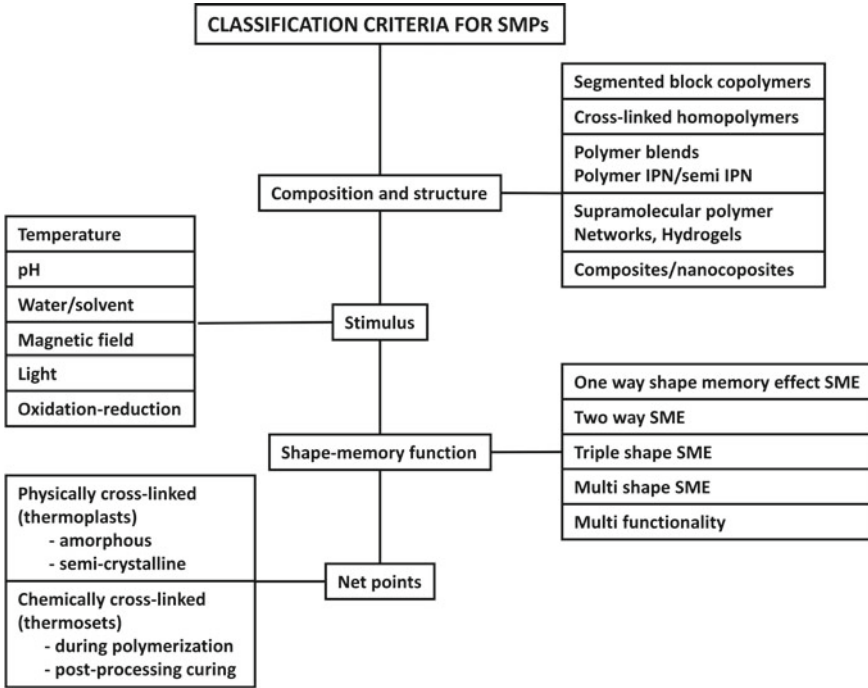 CLASSIFICATION CRITERIA FOR SMPs
Segmented block copolymers
Cross-linked homopolymers
Polymer blends
Polymer IPN/semi IPN
Supramolecular polymer
Networks, Hydrogels
Composites/nanocoposites
Composition and structure
Temperature
pH
Water/solvent
Magnetic field
Light
Oxidation-reduction
Stimulus
One way shape memory effect SME
Two way SME
Triple shape SME
Multi shape SME
Multi functionality
Shape-memory function
Physically cross-linked
(thermoplasts)
- amorphous
- semi-crystalline
Chemically cross-linked
(thermosets)
- during polymerization
- post-processing curing
Net points